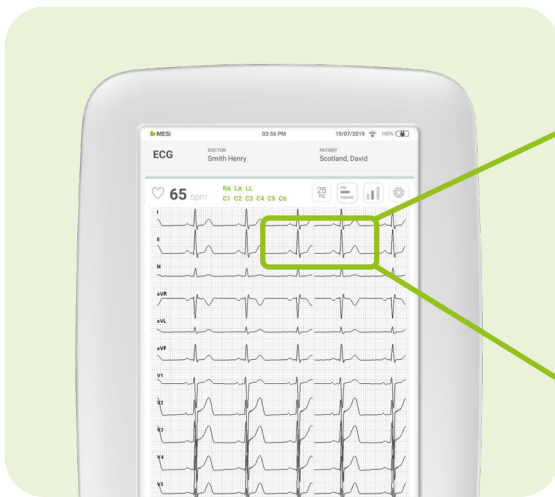 MESI 03:56 PM 19/07/2019 100%
ECG DOCTOR PATIENT
Smith Henry Scotland, David
65 bpm RA LA LL 25
C1 C2 C3 C4 C5 C6 HZ
I
II
III
aVR
aVL
aVF
V1
V2
V3
V4
V5